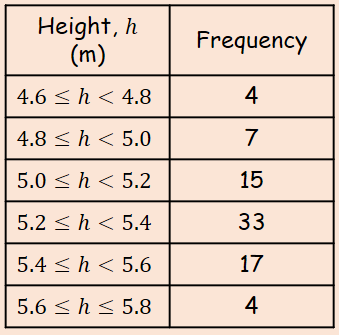 Height, h Frequency
(m)
4.6 ≤ h < 4.8 4
4.8 ≤ h < 5.0 7
5.0 ≤ h < 5.2 15
5.2 ≤ h < 5.4 33
5.4 ≤ h < 5.6 17
5.6 ≤ h ≤ 5.8 4